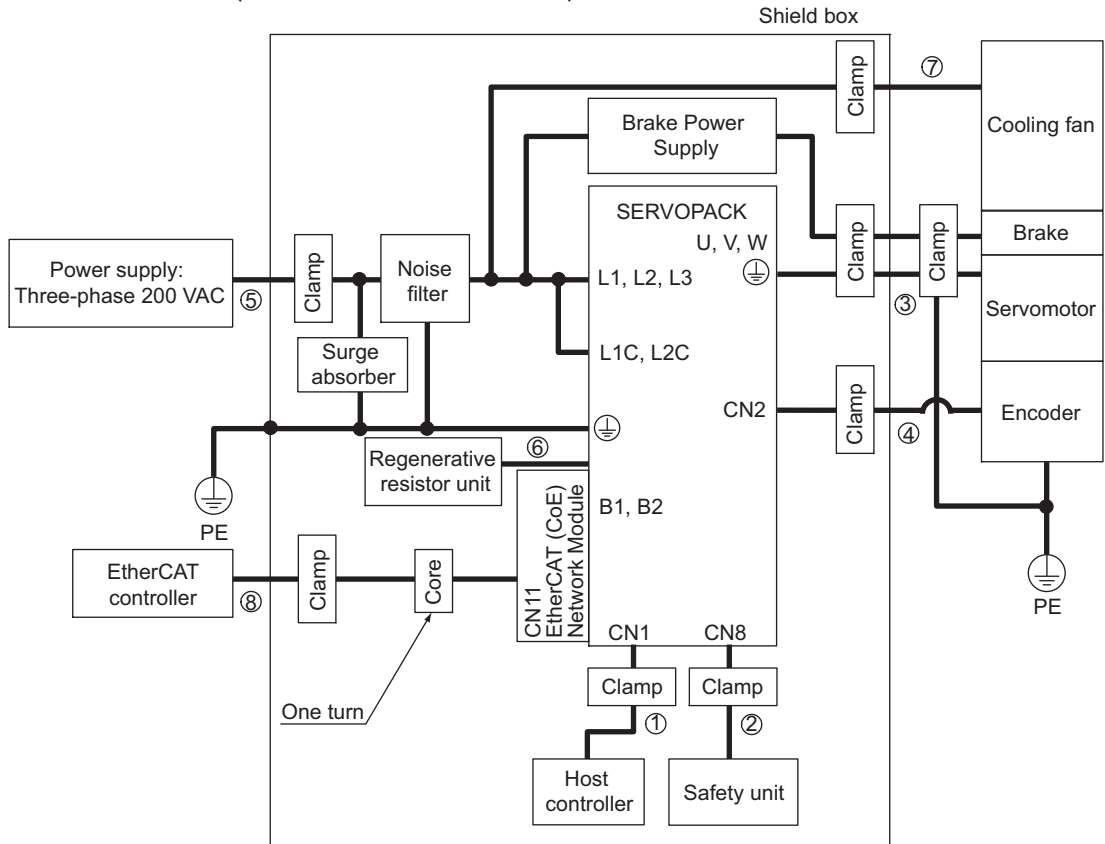 Shield box
Clamp
⑦
Cooling fan
Brake Power
Supply
SERVOPACK
U, V, W
Clamp
Clamp
Brake
Power supply:
Three-phase 200 VAC
⑤
Clamp
Noise
filter
L1, L2, L3
③
Servomotor
Surge
absorber
L1C, L2C
CN2
Clamp
④
Encoder
Regenerative
resistor unit
⑥
B1, B2
PE
EtherCAT
controller
⑧
Clamp
Core
CN11
EtherCAT (CoE)
Network Module
PE
CN1
CN8
Clamp
Clamp
One turn
①
②
Host
controller
Safety unit